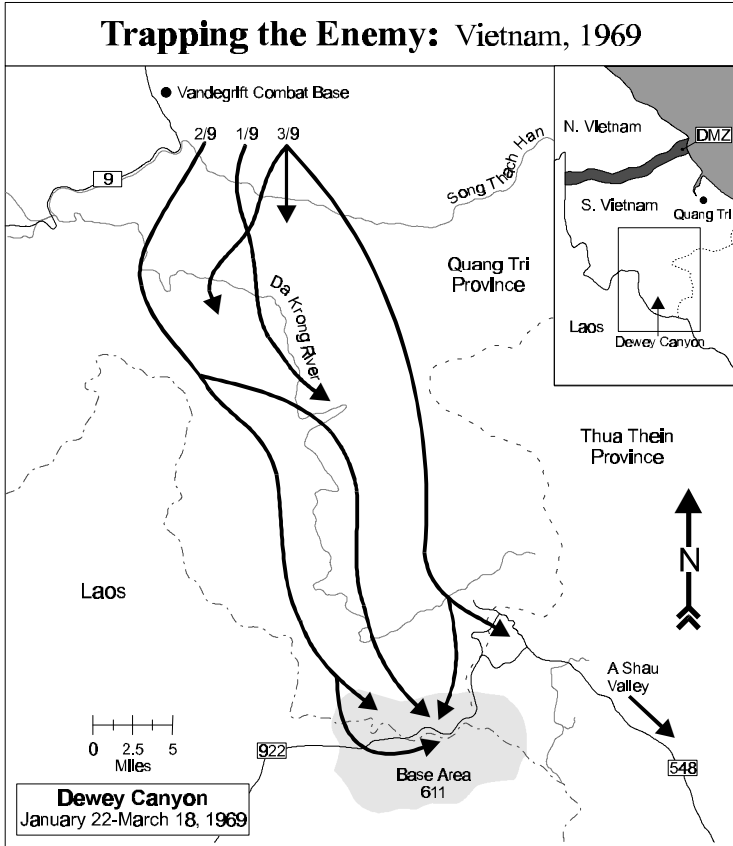 Trapping the Enemy: Vietnam, 1969
Vandegrift Combat Base
2/9 1/9 3/9
9
Song Thach Han
Da Krong River
Quang Tri
Province
N. Vietnam
DMZ
S. Vietnam
Quang Tri
Laos
Dewey Canyon
Thua Thein
Province
N
Laos
A Shau
Valley
0 2.5 5
Miles
922
548
Base Area
611
Dewey Canyon
January 22-March 18, 1969